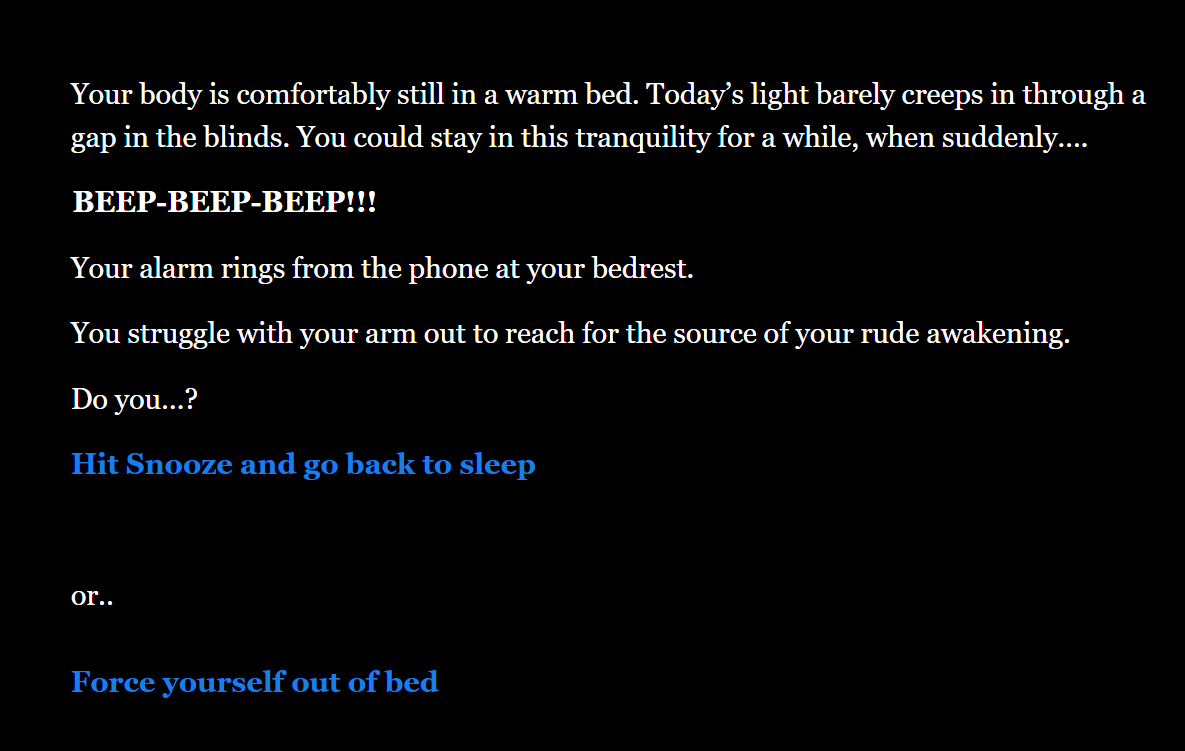 Your body is comfortably still in a warm bed. Today’s light barely creeps in through a
gap in the blinds. You could stay in this tranquility for a while, when suddenly....
BEEP-BEEP-BEEP!!!
Your alarm rings from the phone at your bedrest.
You struggle with your arm out to reach for the source of your rude awakening.
Do you...?
Hit Snooze and go back to sleep
or..
Force yourself out of bed